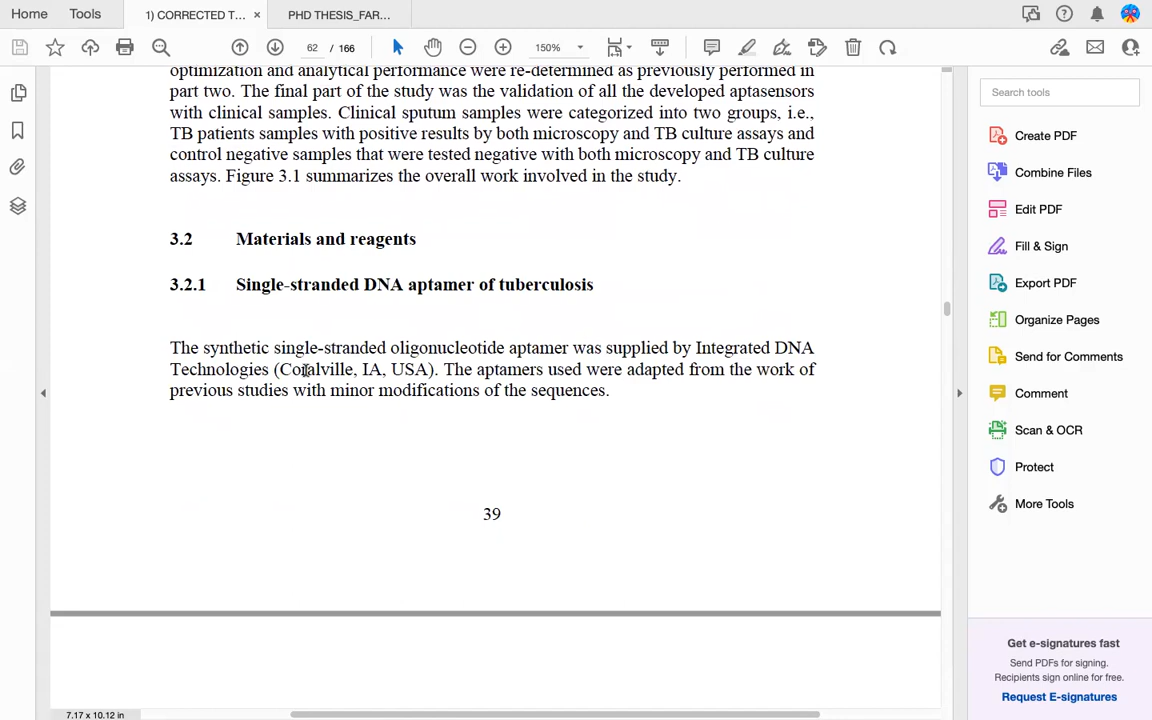 Home Tools 1) CORRECTED T... × PHD THESIS_FAR...
62 / 166 150%
optimization and analytical performance were re-determined as previously performed in
part two. The final part of the study was the validation of all the developed aptasensors
with clinical samples. Clinical sputum samples were categorized into two groups, i.e.,
TB patients samples with positive results by both microscopy and TB culture assays and
control negative samples that were tested negative with both microscopy and TB culture
assays. Figure 3.1 summarizes the overall work involved in the study.
3.2 Materials and reagents
3.2.1 Single-stranded DNA aptamer of tuberculosis
The synthetic single-stranded oligonucleotide aptamer was supplied by Integrated DNA
Technologies (Coralville, IA, USA). The aptamers used were adapted from the work of
previous studies with minor modifications of the sequences.
39
7.17 x 10.12 in
Search tools
Create PDF
Combine Files
Edit PDF
Fill & Sign
Export PDF
Organize Pages
Send for Comments
Comment
Scan & OCR
Protect
More Tools
Get e-signatures fast
Send PDFs for signing.
Recipients sign online for free.
Request E-signatures